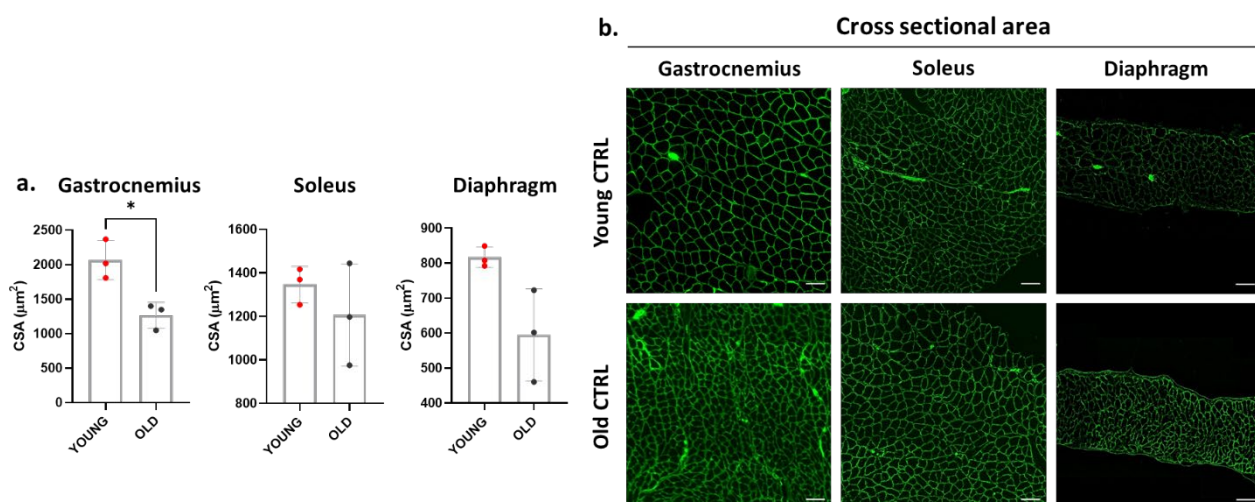 a.
Gastrocnemius
*
CSA (μm²)
2500
2000
1500
1000
500
0
YOUNG
OLD
Soleus
CSA (μm²)
1600
1400
1200
1000
800
YOUNG
OLD
Diaphragm
CSA (μm²)
900
800
700
600
500
400
YOUNG
OLD
b.
Cross sectional area
Gastrocnemius
Soleus
Diaphragm
Young CTRL
Old CTRL